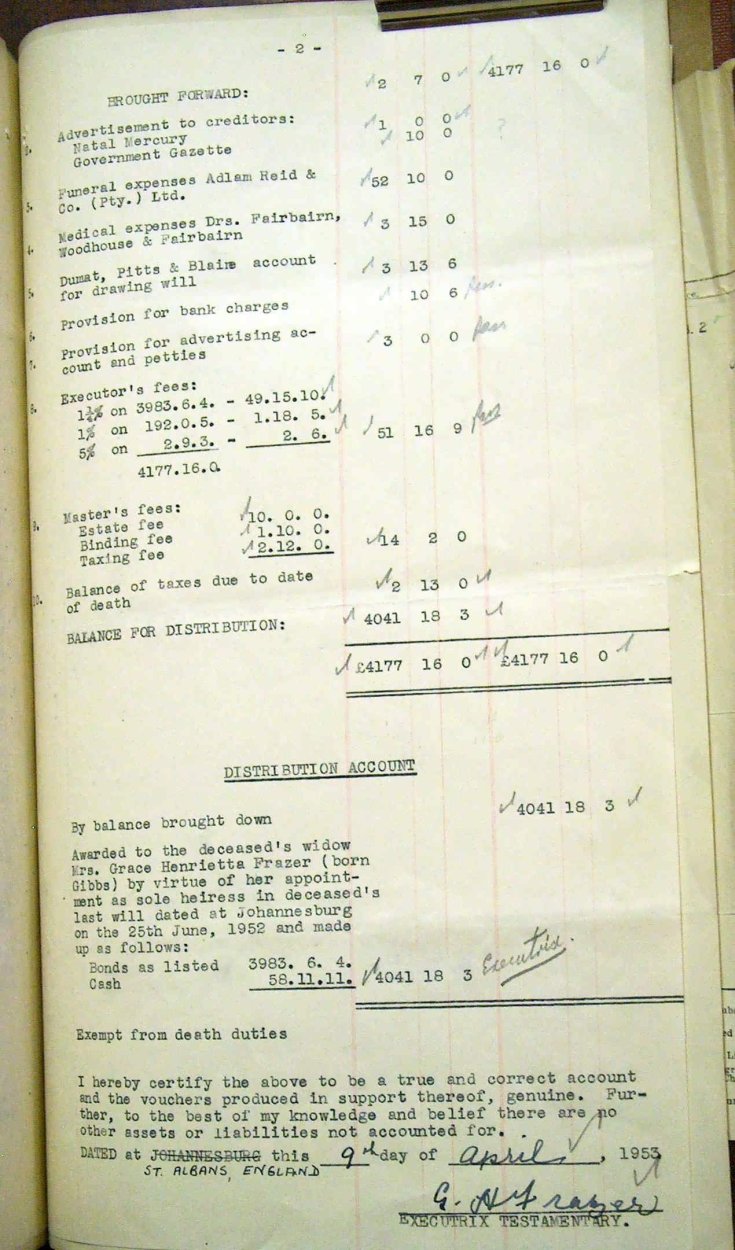 - 2 -
BROUGHT FORWARD: 2 7 0 4177 16 0
2. Advertisement to creditors:
Natal Mercury 1 0 0
Government Gazette 10 0
3. Funeral expenses Adlam Reid &
Co. (Pty.) Ltd. 52 10 0
4. Medical expenses Drs. Fairbairn,
Woodhouse & Fairbairn 3 15 0
5. Dumat, Pitts & Blaine account
for drawing will 3 13 6
6. Provision for bank charges 10 6
7. Provision for advertising ac-
count and petties 3 0 0
8. Executor's fees:
1¼% on 3983.6.4. - 49.15.10.
1% on 192.0.5. - 1.18. 5.
5% on 2.9.3. - 2. 6. 51 16 9
4177.16.0.
9. Master's fees:
Estate fee 10. 0. 0.
Binding fee 1.10. 0.
Taxing fee 2.12. 0. 14 2 0
10. Balance of taxes due to date
of death 2 13 0
BALANCE FOR DISTRIBUTION: 4041 18 3
£4177 16 0 £4177 16 0
DISTRIBUTION ACCOUNT
By balance brought down 4041 18 3
Awarded to the deceased's widow
Mrs. Grace Henrietta Frazer (born
Gibbs) by virtue of her appoint-
ment as sole heiress in deceased's
last will dated at Johannesburg
on the 25th June, 1952 and made
up as follows:
Bonds as listed 3983. 6. 4.
Cash 58.11.11. 4041 18 3 Executrix.
Exempt from death duties
I hereby certify the above to be a true and correct account
and the vouchers produced in support thereof, genuine. Fur-
ther, to the best of my knowledge and belief there are no
other assets or liabilities not accounted for.
DATED at JOHANNESBURG this 9th day of April, 1953
ST. ALBANS, ENGLAND
G. H Frazer
EXECUTRIX TESTAMENTARY.